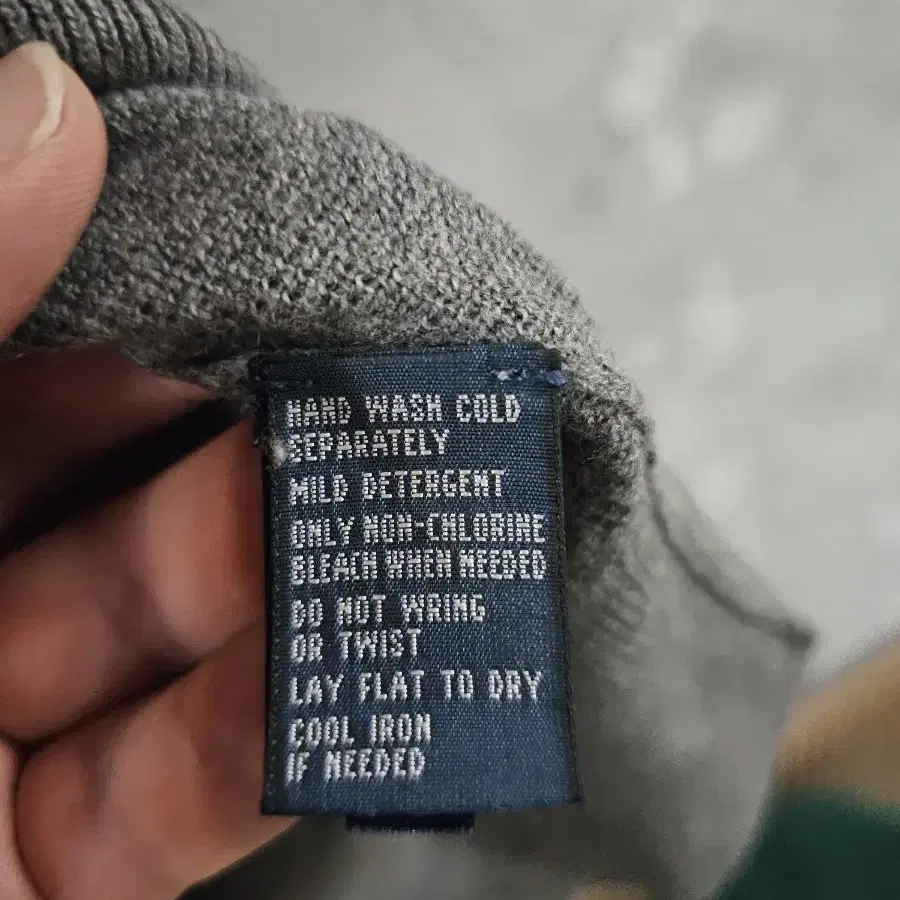 HAND WASH COLD
SEPARATELY
MILD DETERGENT
ONLY NON-CHLORINE
BLEACH WHEN NEEDED
DO NOT WRING
OR TWIST
LAY FLAT TO DRY
COOL IRON
IF NEEDED